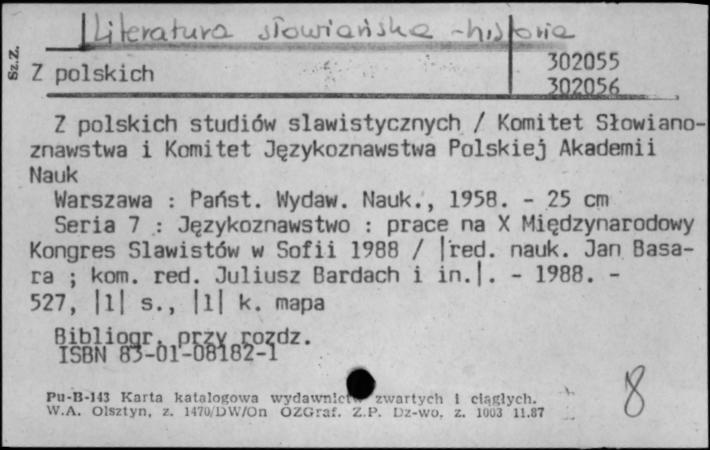 Literatura słowiańska - historia
Sz.Z.
Z polskich
302055
302056
Z polskich studiów slawistycznych / Komitet Słowiano-
znawstwa i Komitet Językoznawstwa Polskiej Akademii
Nauk
Warszawa : Państ. Wydaw. Nauk., 1958. - 25 cm
Seria 7 : Językoznawstwo : prace na X Międzynarodowy
Kongres Slawistów w Sofii 1988 / |red. nauk. Jan Basa-
ra ; kom. red. Juliusz Bardach i in.|. - 1988. -
527, |1| s., |1| k. mapa
Bibliogr. przy rozdz.
ISBN 83-01-08182-1
Pu-B-143 Karta katalogowa wydawnictw zwartych i ciągłych.
W.A. Olsztyn, z. 1470/DW/On OZGraf. Z.P. Dz-wo, z. 1003 11.87
8